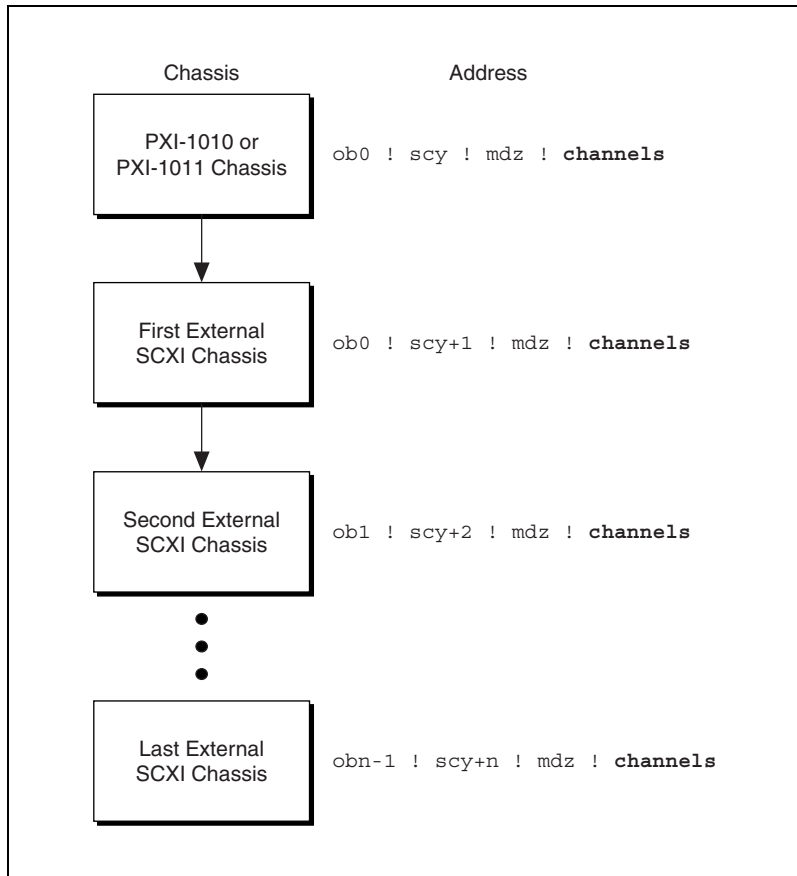 Chassis Address
PXI-1010 or
PXI-1011 Chassis
ob0 ! scy ! mdz ! channels
First External
SCXI Chassis
ob0 ! scy+1 ! mdz ! channels
Second External
SCXI Chassis
ob1 ! scy+2 ! mdz ! channels
Last External
SCXI Chassis
obn-1 ! scy+n ! mdz ! channels